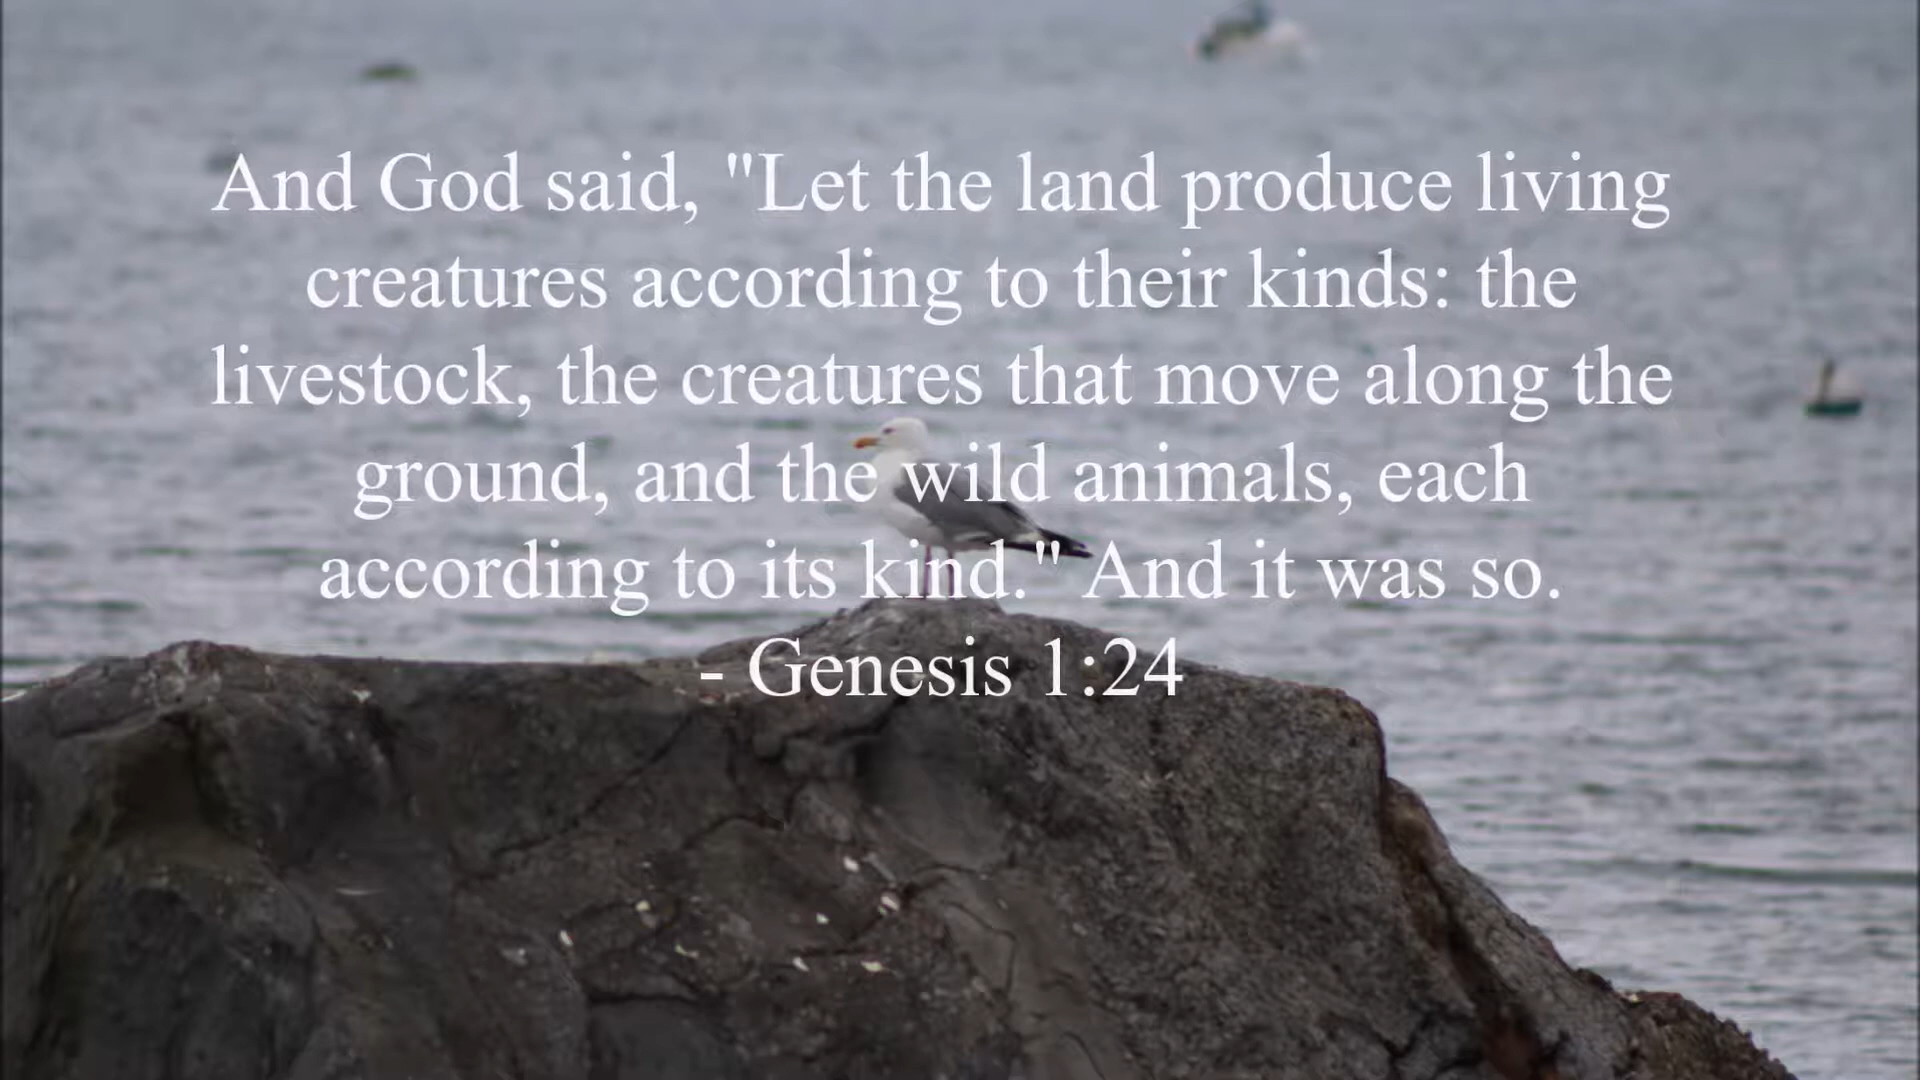 And God said, "Let the land produce living
creatures according to their kinds: the
livestock, the creatures that move along the
ground, and the wild animals, each
according to its kind." And it was so.
- Genesis 1:24